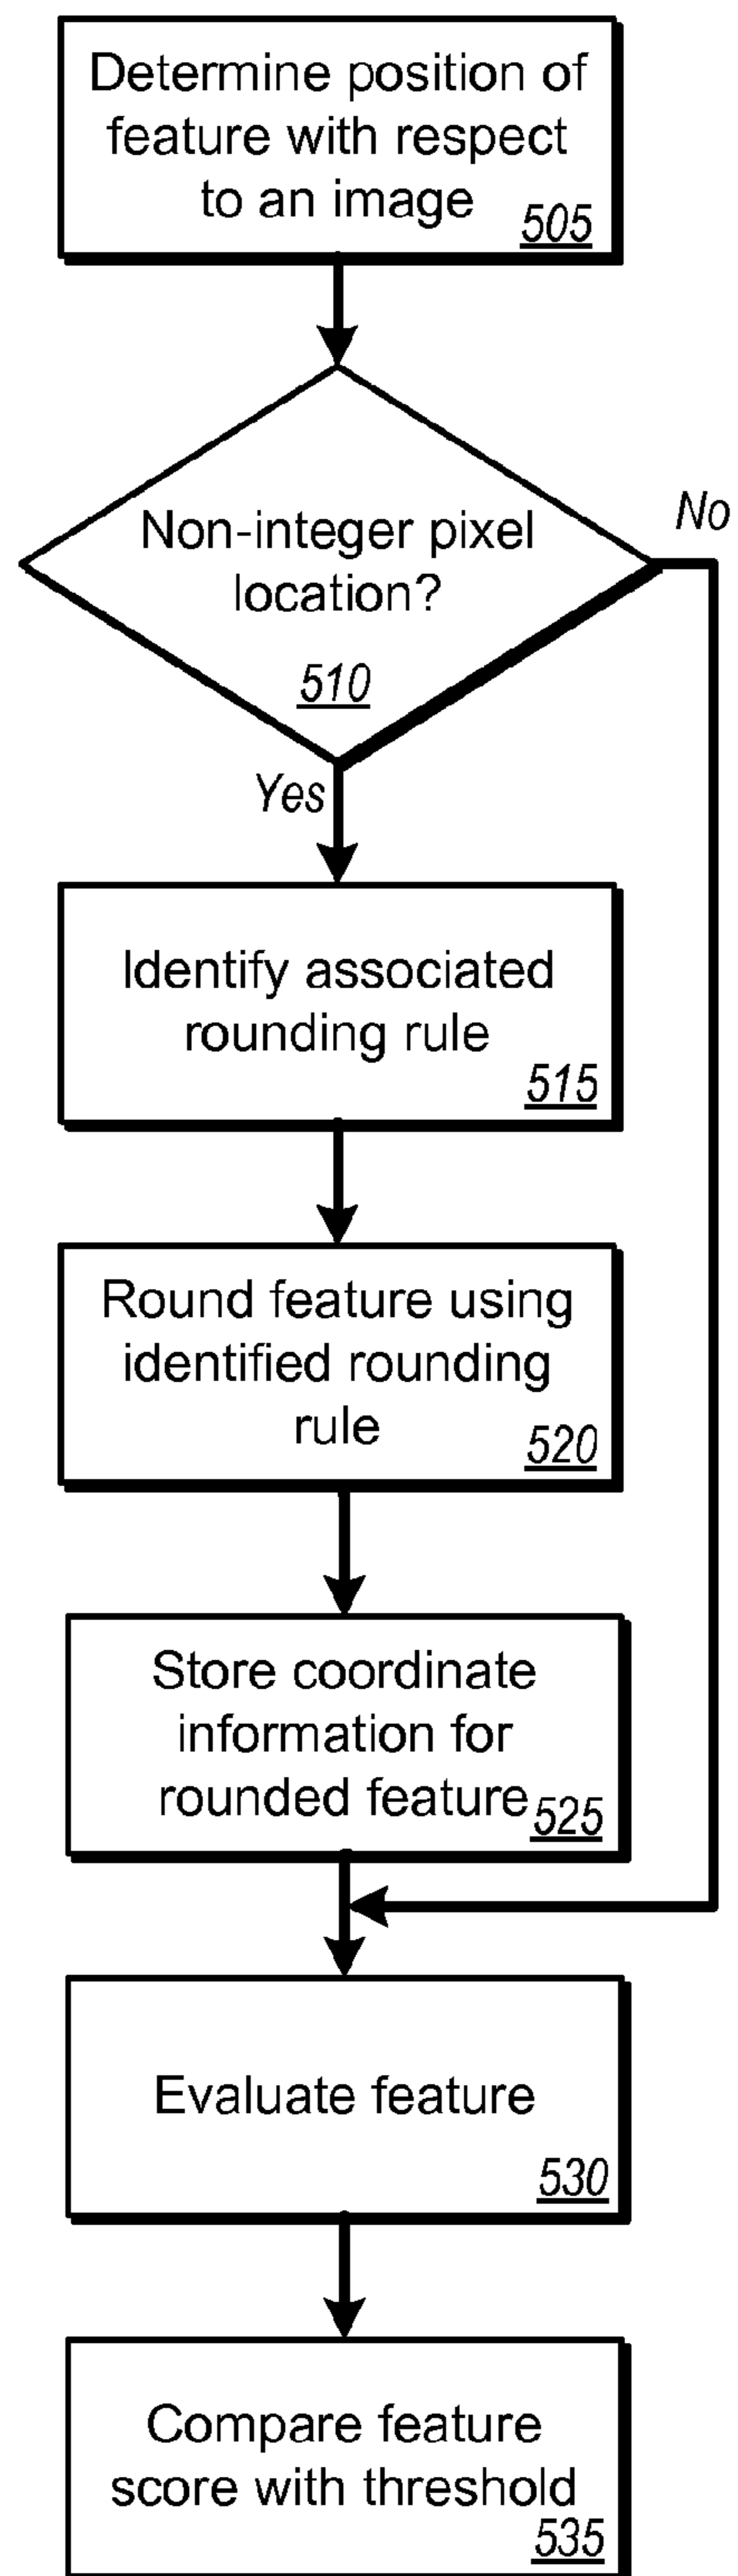 Determine position of
feature with respect
to an image
505
Non-integer pixel
location?
510
No
Yes
Identify associated
rounding rule
515
Round feature using
identified rounding
rule
520
Store coordinate
information for
rounded feature
525
Evaluate feature
530
Compare feature
score with threshold
535